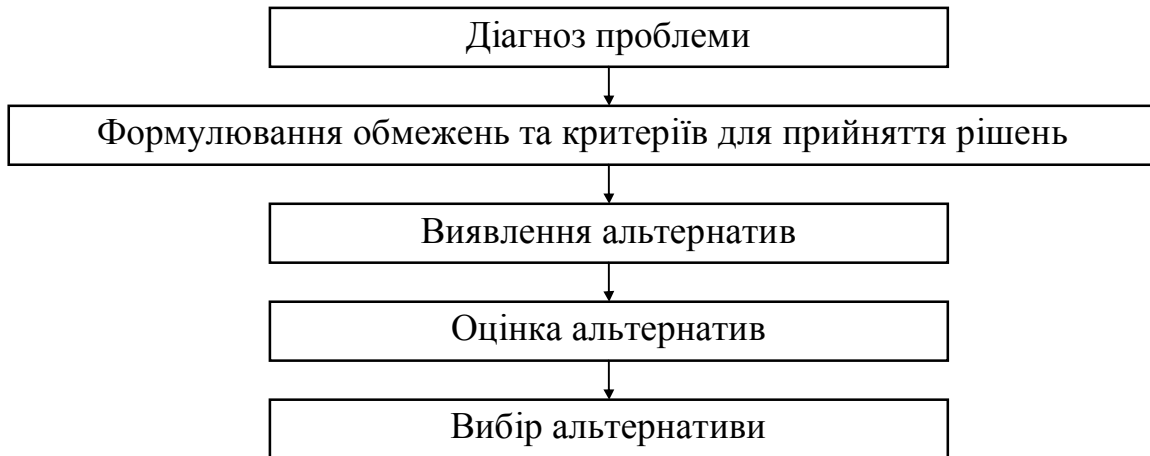 Діагноз проблеми
Формулювання обмежень та критеріїв для прийняття рішень
Виявлення альтернатив
Оцінка альтернатив
Вибір альтернативи